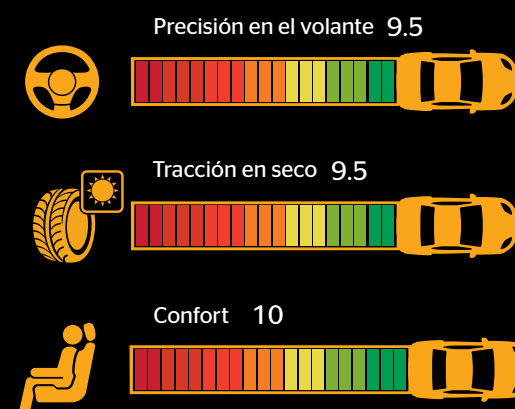 Precisión en el volante 9.5
Tracción en seco 9.5
Confort 10